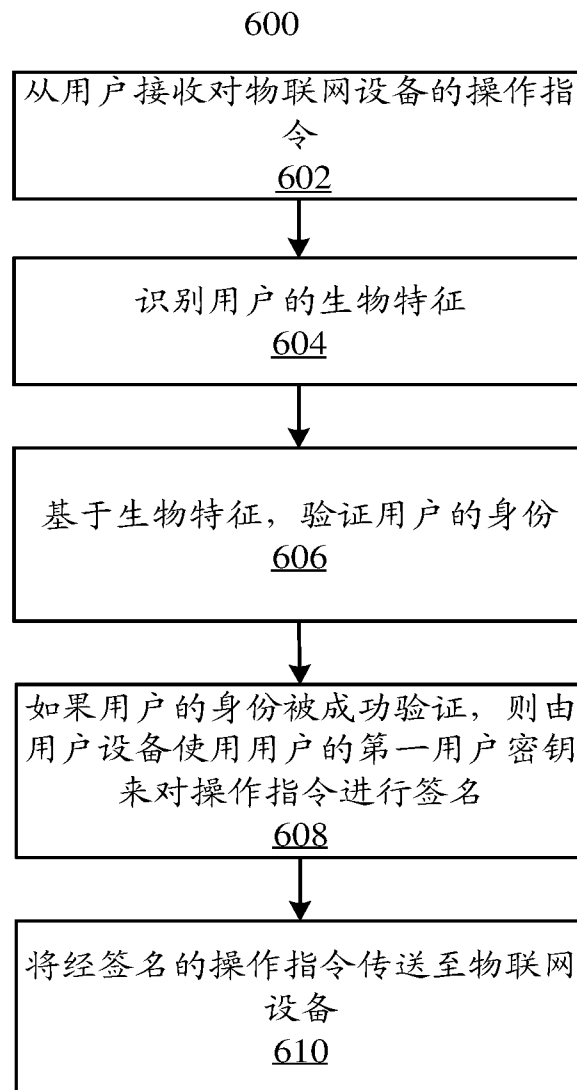 600
从用户接收对物联网设备的操作指
令
602
识别用户的生物特征
604
基于生物特征，验证用户的身份
606
如果用户的身份被成功验证，则由
用户设备使用用户的第一用户密钥
来对操作指令进行签名
608
将经签名的操作指令传送至物联网
设备
610